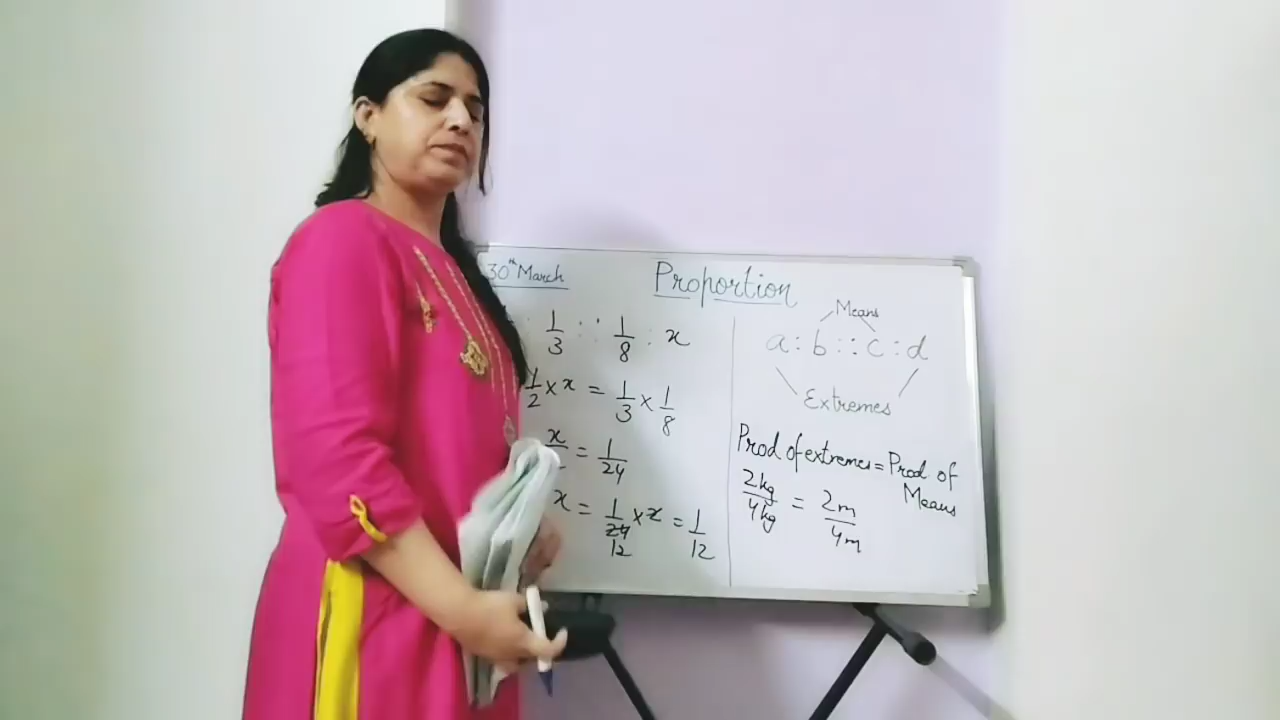 30th March
Proportion
: 1/3 :: 1/8 : x
1/2 × x = 1/3 × 1/8
x/ = 1/24
x = 1/24 × 2 = 1/12
12
Means
a : b :: c : d
Extremes
Prod of extremes = Prod of Means
2kg/4kg = 2m/4m